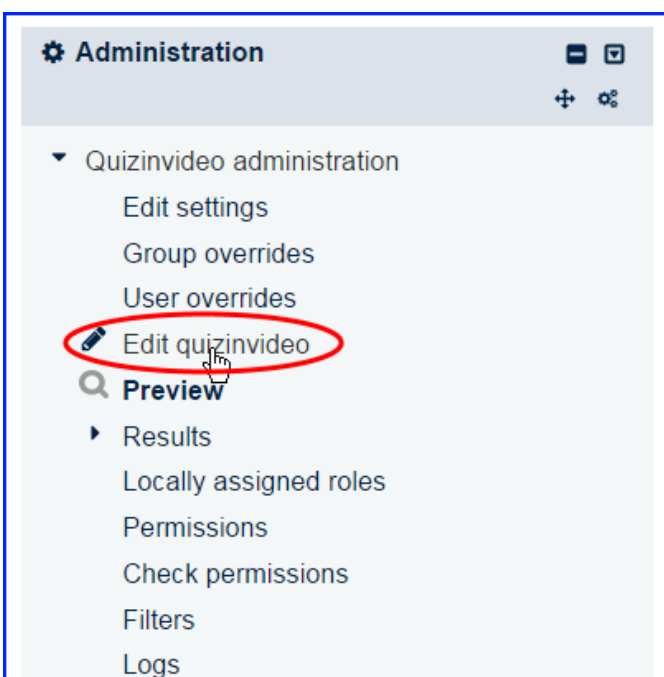 Administration
Quizinvideo administration
Edit settings
Group overrides
User overrides
Edit quizinvideo
Preview
Results
Locally assigned roles
Permissions
Check permissions
Filters
Logs